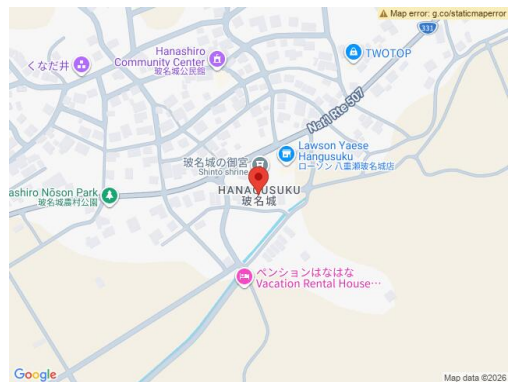 Map error: g.co/staticmaperror
331
TWOTOP
Hanashiro
Community Center
玻名城公民館
くなだ井
Nat'l Rte 507
Lawson Yaese
Hangusuku
ローソン 八重瀬玻名城店
玻名城の御宮
Shinto shrine
HANAGUSUKU
玻名城
ashiro Nōson Park
玻名城農村公園
ペンションはなはな
Vacation Rental House…
Google
Map data ©2026